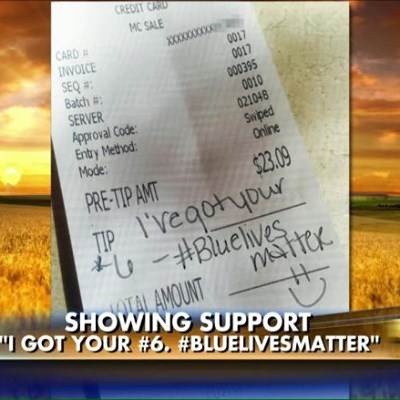 CREDIT CARD
MC SALE
CARD # XXXXXXXXXXXX 0017
INVOICE 0017
SEQ #: 000395
Batch #: 0010
SERVER 02104B
Approval Code: Swiped
Entry Method: Online
Mode:
PRE-TIP AMT $23.09
TIP I've got your
#6 - #Bluelives
matter
TOTAL AMOUNT
SHOWING SUPPORT
"I GOT YOUR #6. #BLUELIVESMATTER"